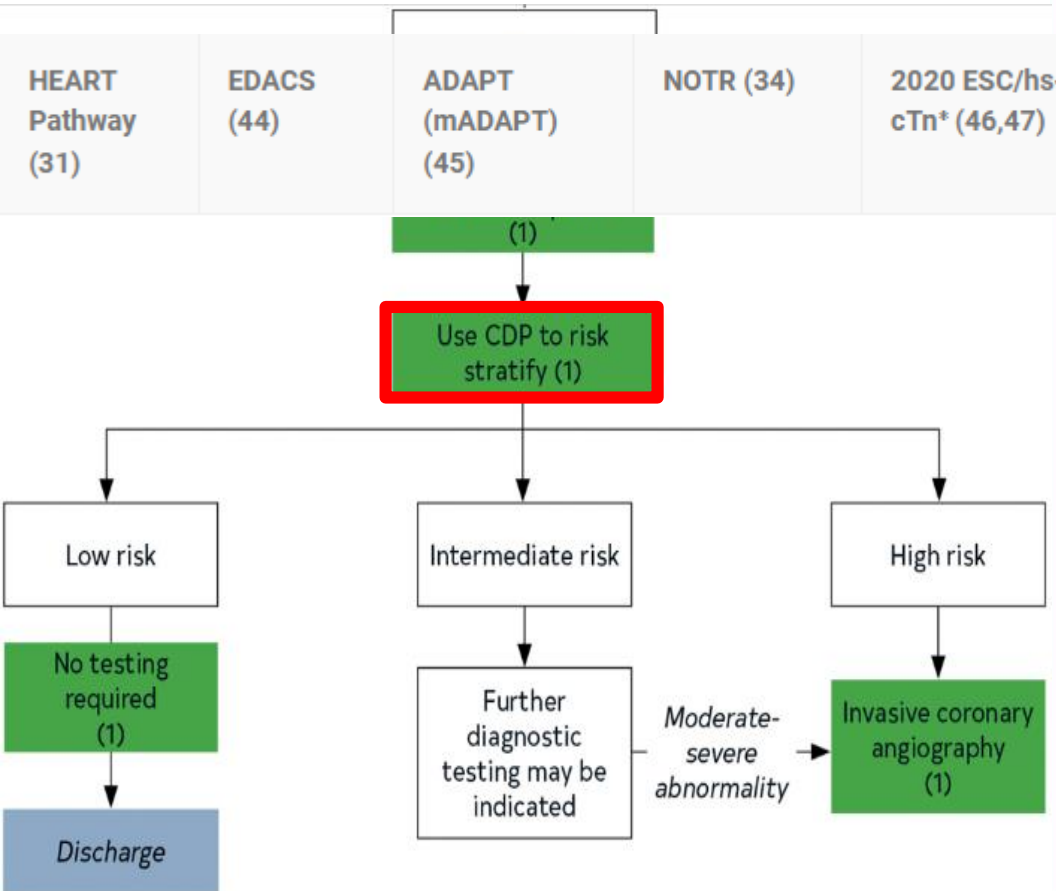 HEART
Pathway
(31)
EDACS
(44)
ADAPT
(mADAPT)
(45)
NOTR (34)
2020 ESC/hs-
cTn* (46,47)
(1)
Use CDP to risk
stratify (1)
Low risk
Intermediate risk
High risk
No testing
required
(1)
Further
diagnostic
testing may be
indicated
Moderate-
severe
abnormality
Invasive coronary
angiography
(1)
Discharge